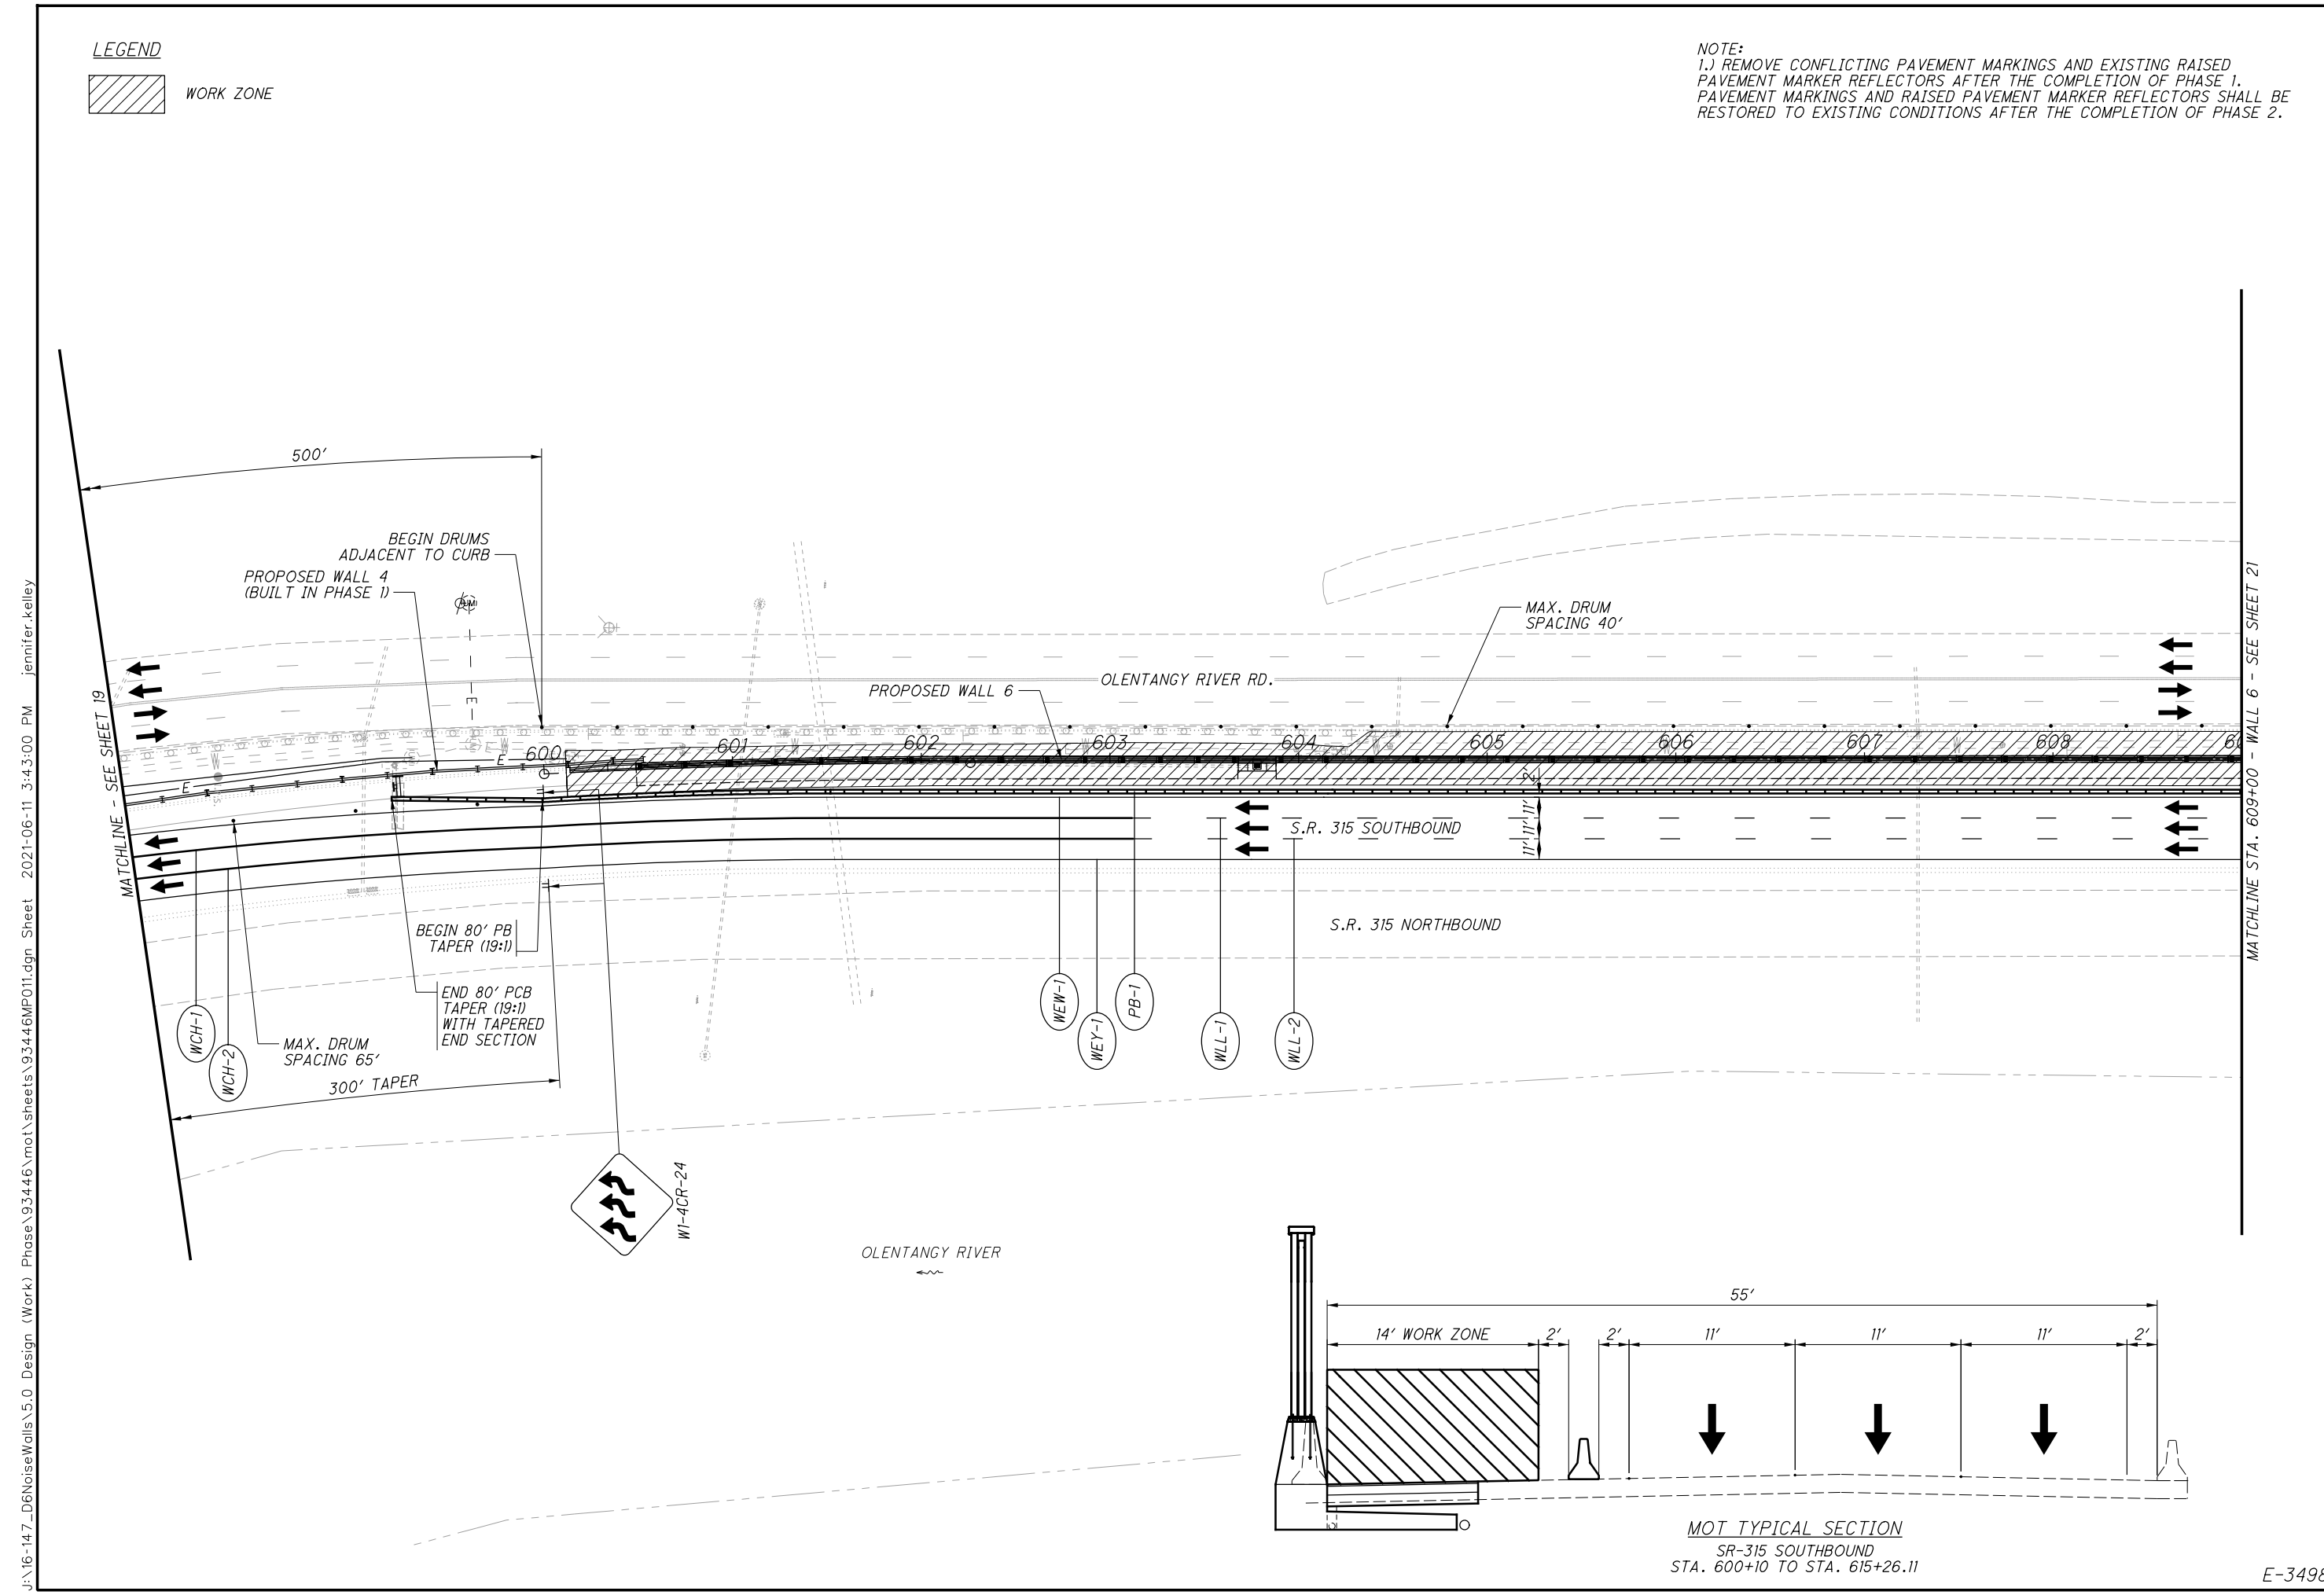 LEGEND
WORK ZONE
NOTE:
1.) REMOVE CONFLICTING PAVEMENT MARKINGS AND EXISTING RAISED
PAVEMENT MARKER REFLECTORS AFTER THE COMPLETION OF PHASE 1.
PAVEMENT MARKINGS AND RAISED PAVEMENT MARKER REFLECTORS SHALL BE
RESTORED TO EXISTING CONDITIONS AFTER THE COMPLETION OF PHASE 2.
J:\16-147_D6NoiseWalls\5.0 Design (Work) Phase\93446\mot\sheets\93446MP011.dgn Sheet 2021-06-11 3:43:00 PM jennifer.kelley
MATCHLINE - SEE SHEET 19
500'
BEGIN DRUMS
ADJACENT TO CURB
PROPOSED WALL 4
(BUILT IN PHASE 1)
MAX. DRUM
SPACING 40'
OLENTANGY RIVER RD.
PROPOSED WALL 6
E
E
E
600
601
602
603
604
605
606
607
608
2'
11'
11'
11'
S.R. 315 SOUTHBOUND
S.R. 315 NORTHBOUND
MATCHLINE STA. 609+00 - WALL 6 - SEE SHEET 21
BEGIN 80' PB
TAPER (19:1)
END 80' PCB
TAPER (19:1)
WITH TAPERED
END SECTION
WCH-1
WCH-2
MAX. DRUM
SPACING 65'
300' TAPER
WEW-1
WEY-1
PB-1
WLL-1
WLL-2
W1-4CR-24
OLENTANGY RIVER
55'
14' WORK ZONE
2'
2'
11'
11'
11'
2'
MOT TYPICAL SECTION
SR-315 SOUTHBOUND
STA. 600+10 TO STA. 615+26.11
E-3498